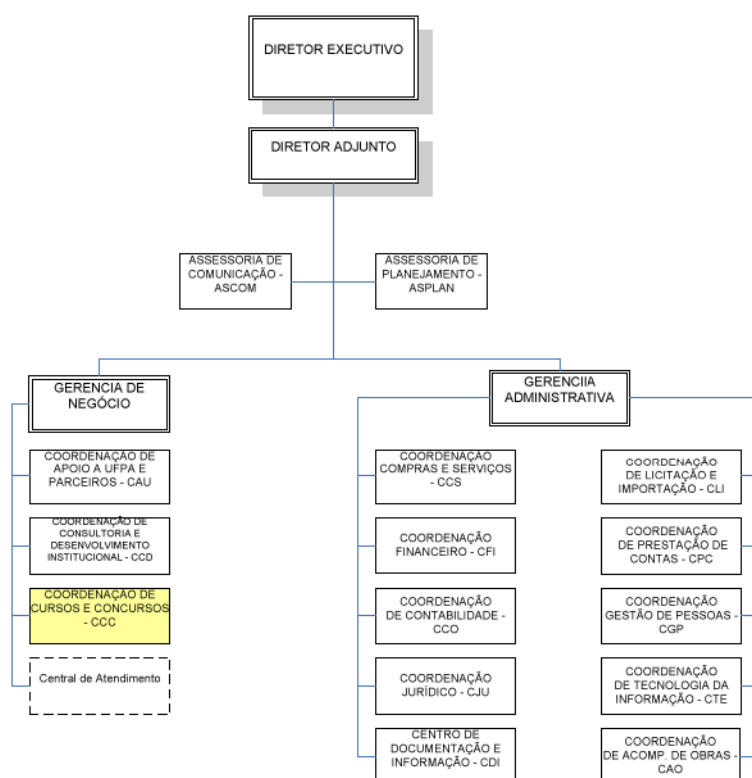 DIRETOR EXECUTIVO
DIRETOR ADJUNTO
ASSESSORIA DE
COMUNICAÇÃO -
ASCOM
ASSESSORIA DE
PLANEJAMENTO -
ASPLAN
GERENCIA DE
NEGÓCIO
COORDENAÇÃO DE
APOIO A UFPA E
PARCEIROS - CAU
COORDENAÇÃO DE
CONSULTORIA E
DESENVOLVIMENTO
INSTITUCIONAL - CCD
COORDENAÇÃO DE
CURSOS E CONCURSOS
- CCC
Central de Atendimento
GERENCIIA
ADMINISTRATIVA
COORDENAÇÃO
COMPRAS E SERVIÇOS
- CCS
COORDENAÇÃO
FINANCEIRO - CFI
COORDENAÇÃO
DE CONTABILIDADE -
CCO
COORDENAÇÃO
JURÍDICO - CJU
CENTRO DE
DOCUMENTAÇÃO E
INFORMAÇÃO - CDI
COORDENAÇÃO
DE LICITAÇÃO E
IMPORTAÇÃO - CLI
COORDENAÇÃO
DE PRESTAÇÃO DE
CONTAS - CPC
COORDENAÇÃO
GESTÃO DE PESSOAS -
CGP
COORDENAÇÃO
DE TECNOLOGIA DA
INFORMAÇÃO - CTE
COORDENAÇÃO
DE ACOMP. DE OBRAS -
CAO